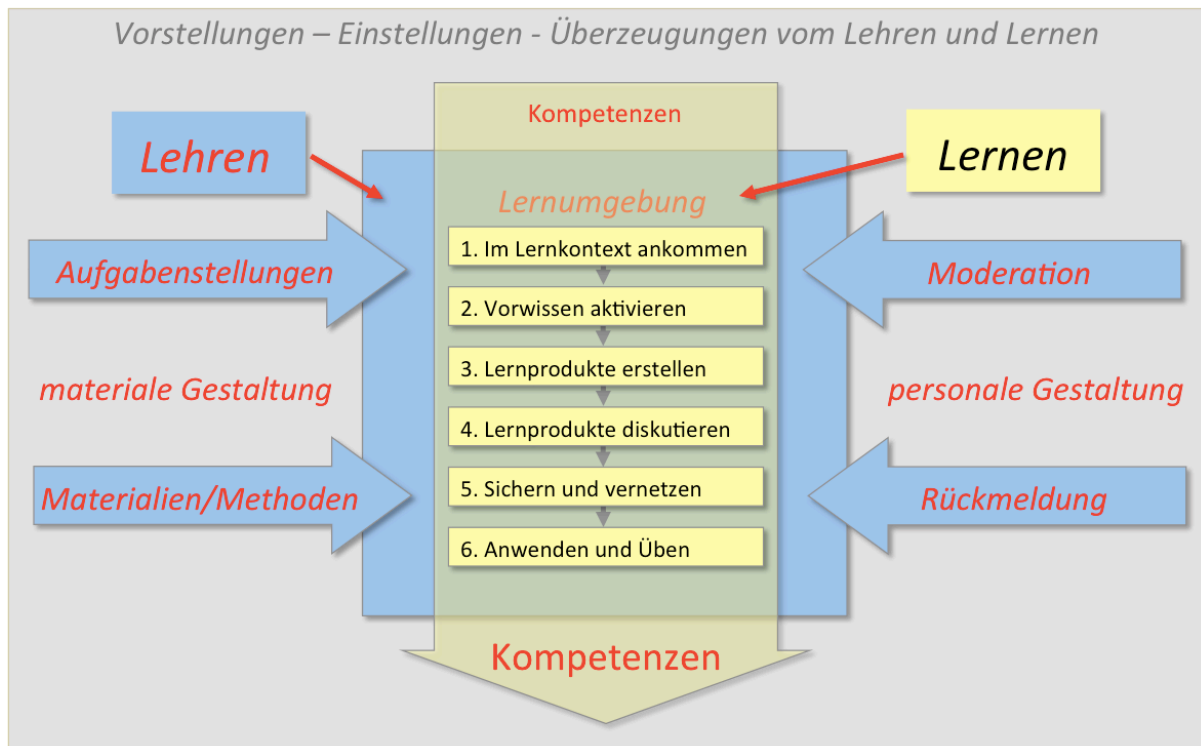 Vorstellungen – Einstellungen - Überzeugungen vom Lehren und Lernen
Kompetenzen
Lehren
Lernen
Lernumgebung
1. Im Lernkontext ankommen
Aufgabenstellungen
Moderation
2. Vorwissen aktivieren
3. Lernprodukte erstellen
materiale Gestaltung
personale Gestaltung
4. Lernprodukte diskutieren
5. Sichern und vernetzen
Materialien/Methoden
Rückmeldung
6. Anwenden und Üben
Kompetenzen